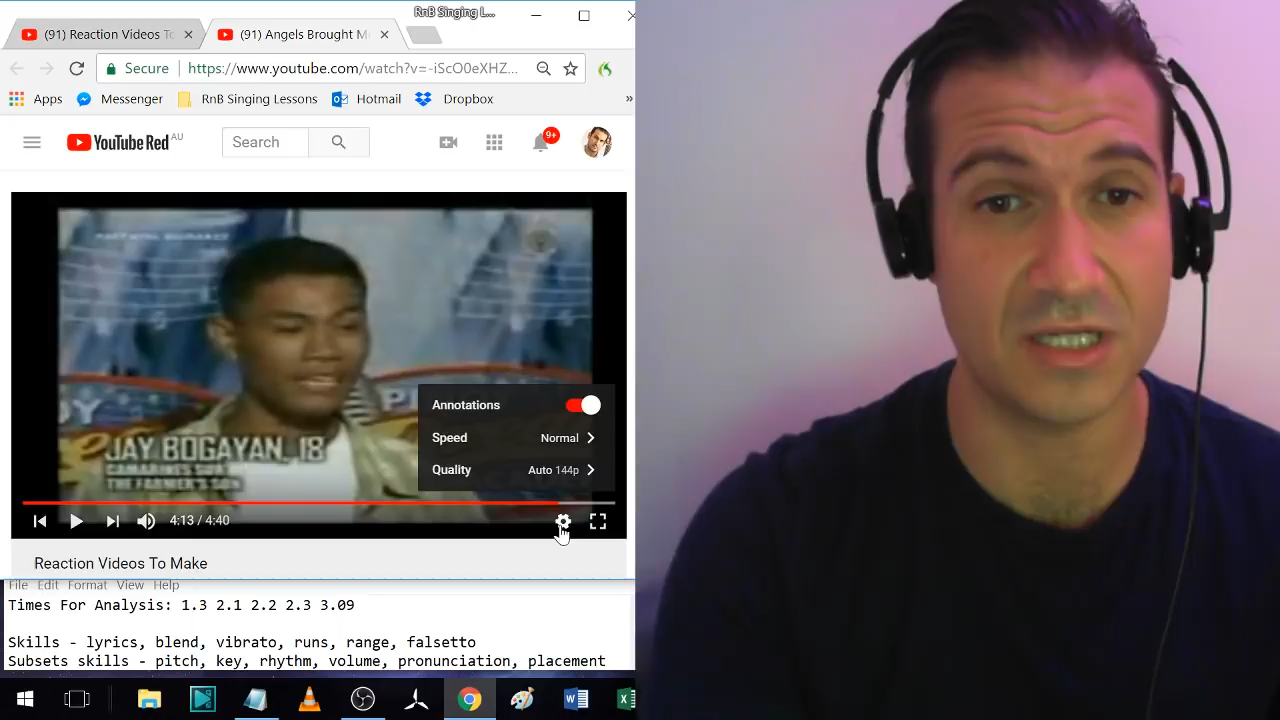 RnB Singing L...
(91) Reaction Videos To
(91) Angels Brought M
Secure
https://www.youtube.com/watch?v=-iScO0eXHZ...
Apps
Messenger
RnB Singing Lessons
Hotmail
Dropbox
»
YouTube Red AU
Search
9+
JAY BOGAYAN, 18
CAMARINES SUR
THE FARMER'S SON
Annotations
Speed Normal
Quality Auto 144p
4:13 / 4:40
Reaction Videos To Make
File Edit Format View Help
Times For Analysis: 1.3 2.1 2.2 2.3 3.09
Skills - lyrics, blend, vibrato, runs, range, falsetto
Subsets skills - pitch, key, rhythm, volume, pronunciation, placement